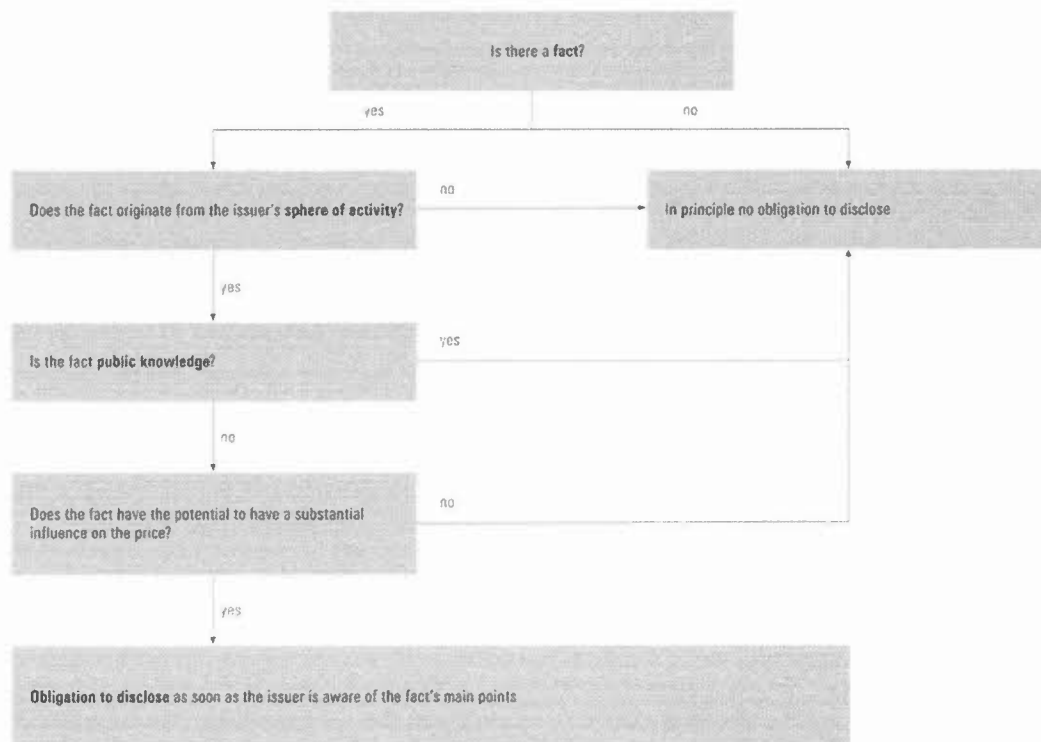 Is there a fact?
yes
no
Does the fact originate from the issuer's sphere of activity?
no
In principle no obligation to disclose
yes
Is the fact public knowledge?
yes
no
Does the fact have the potential to have a substantial
influence on the price?
no
yes
Obligation to disclose as soon as the issuer is aware of the fact's main points